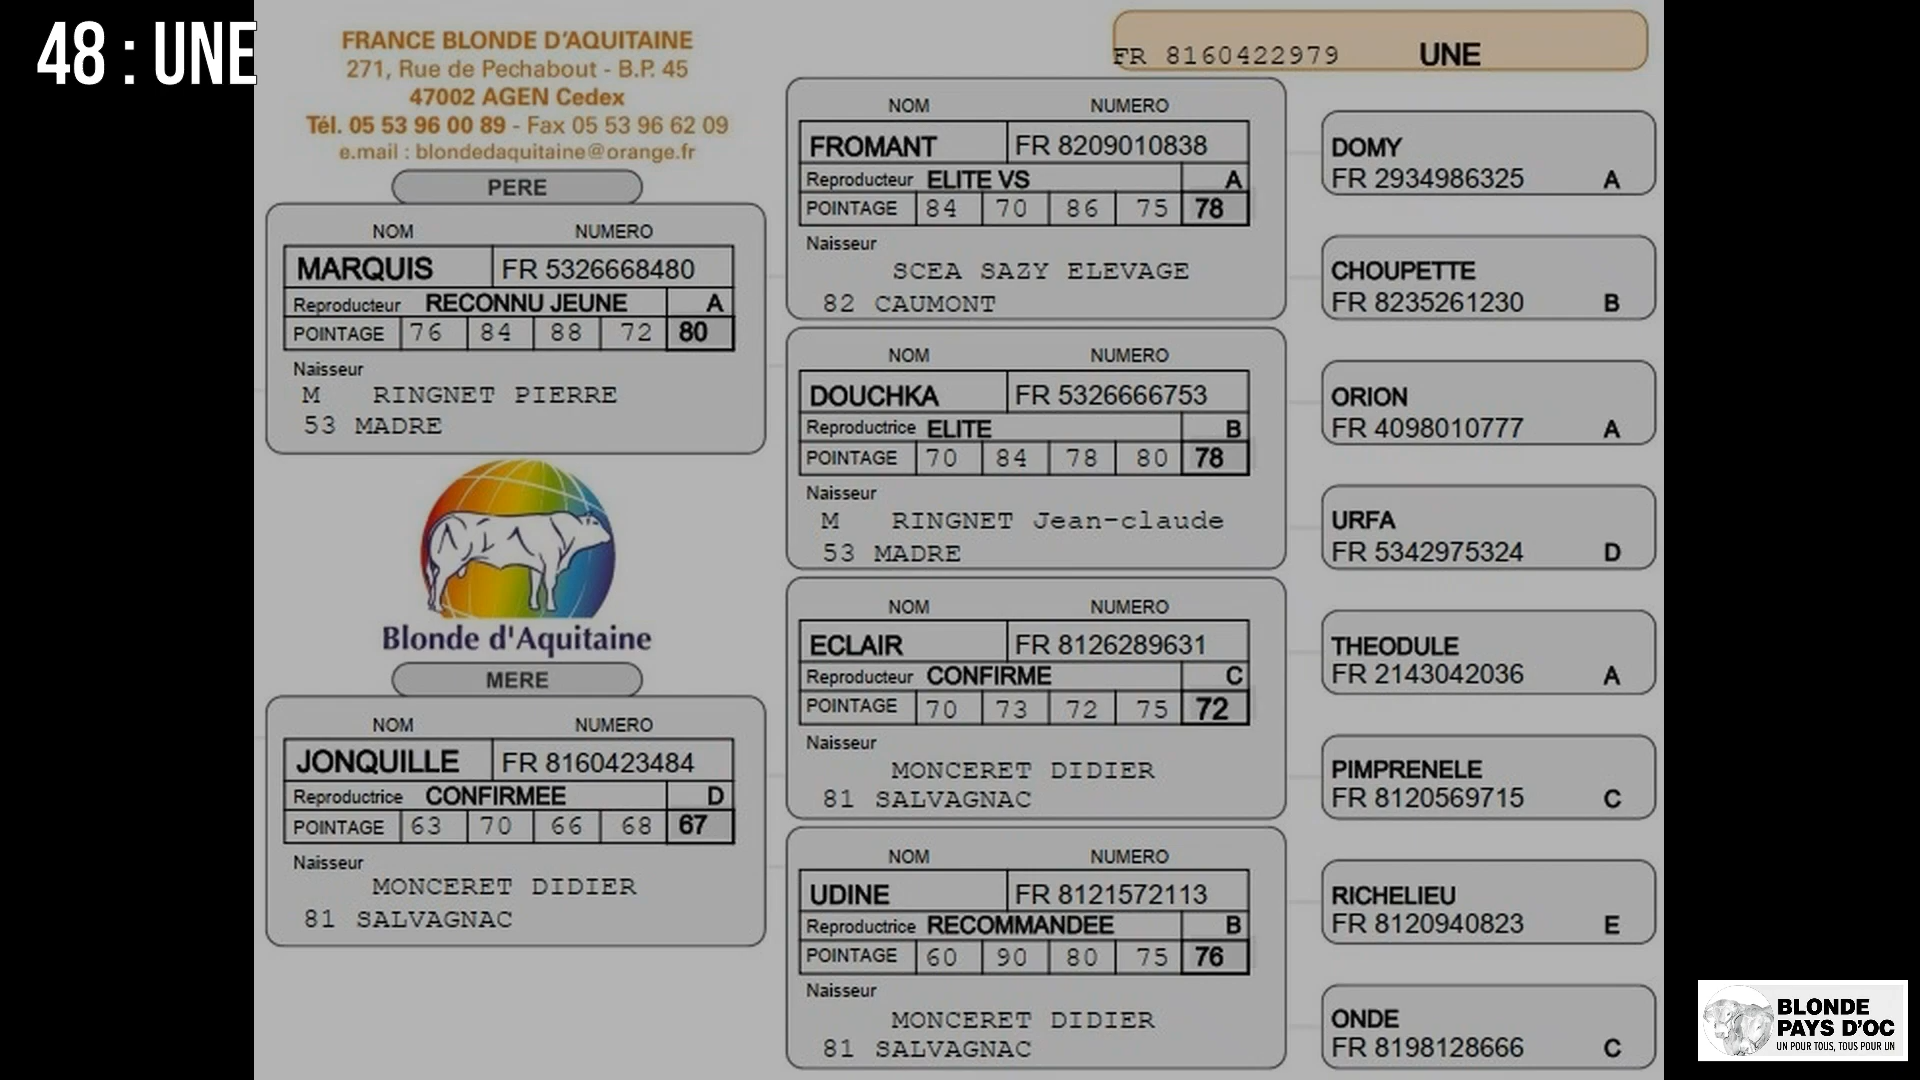 48 : UNE
FRANCE BLONDE D'AQUITAINE
271, Rue de Pechabout - B.P. 45
47002 AGEN Cedex
Tél. 05 53 96 00 89 - Fax 05 53 96 62 09
e.mail : blondedaquitaine@orange.fr
FR 8160422979 UNE
PERE
NOM NUMERO
MARQUIS FR 5326668480
Reproducteur RECONNU JEUNE A
POINTAGE 76 84 88 72 80
Naisseur
M RINGNET PIERRE
53 MADRE
Blonde d'Aquitaine
MERE
NOM NUMERO
JONQUILLE FR 8160423484
Reproductrice CONFIRMEE D
POINTAGE 63 70 66 68 67
Naisseur
MONCERET DIDIER
81 SALVAGNAC
NOM NUMERO
FROMANT FR 8209010838
Reproducteur ELITE VS A
POINTAGE 84 70 86 75 78
Naisseur
SCEA SAZY ELEVAGE
82 CAUMONT
NOM NUMERO
DOUCHKA FR 5326666753
Reproductrice ELITE B
POINTAGE 70 84 78 80 78
Naisseur
M RINGNET Jean-claude
53 MADRE
NOM NUMERO
ECLAIR FR 8126289631
Reproducteur CONFIRME C
POINTAGE 70 73 72 75 72
Naisseur
MONCERET DIDIER
81 SALVAGNAC
NOM NUMERO
UDINE FR 8121572113
Reproductrice RECOMMANDEE B
POINTAGE 60 90 80 75 76
Naisseur
MONCERET DIDIER
81 SALVAGNAC
DOMY
FR 2934986325 A
CHOUPETTE
FR 8235261230 B
ORION
FR 4098010777 A
URFA
FR 5342975324 D
THEODULE
FR 2143042036 A
PIMPRENELE
FR 8120569715 C
RICHELIEU
FR 8120940823 E
ONDE
FR 8198128666 C
BLONDE
PAYS D'OC
UN POUR TOUS, TOUS POUR UN